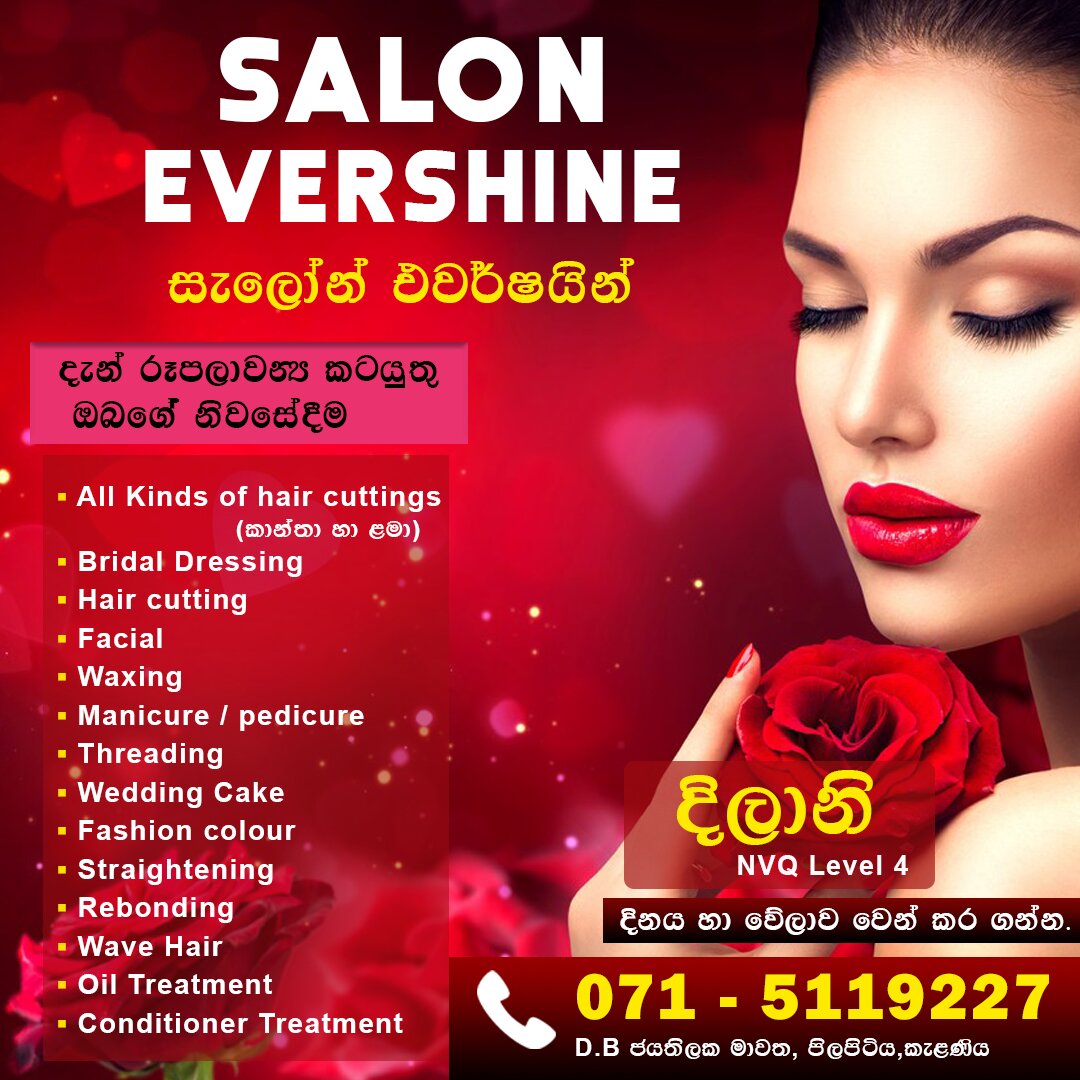 SALON
EVERSHINE
සැලෝන් එවර්ෂයින්
දැන් රූපලාවන්‍ය කටයුතු
ඔබගේ නිවසේදීම
▪ All Kinds of hair cuttings
(කාන්තා හා ළමා)
▪ Bridal Dressing
▪ Hair cutting
▪ Facial
▪ Waxing
▪ Manicure / pedicure
▪ Threading
▪ Wedding Cake
▪ Fashion colour
▪ Straightening
▪ Rebonding
▪ Wave Hair
▪ Oil Treatment
▪ Conditioner Treatment
දිලානි
NVQ Level 4
දිනය හා වේලාව වෙන් කර ගන්න.
071 - 5119227
D.B ජයතිලක මාවත, පිලපිටිය,කැළණිය